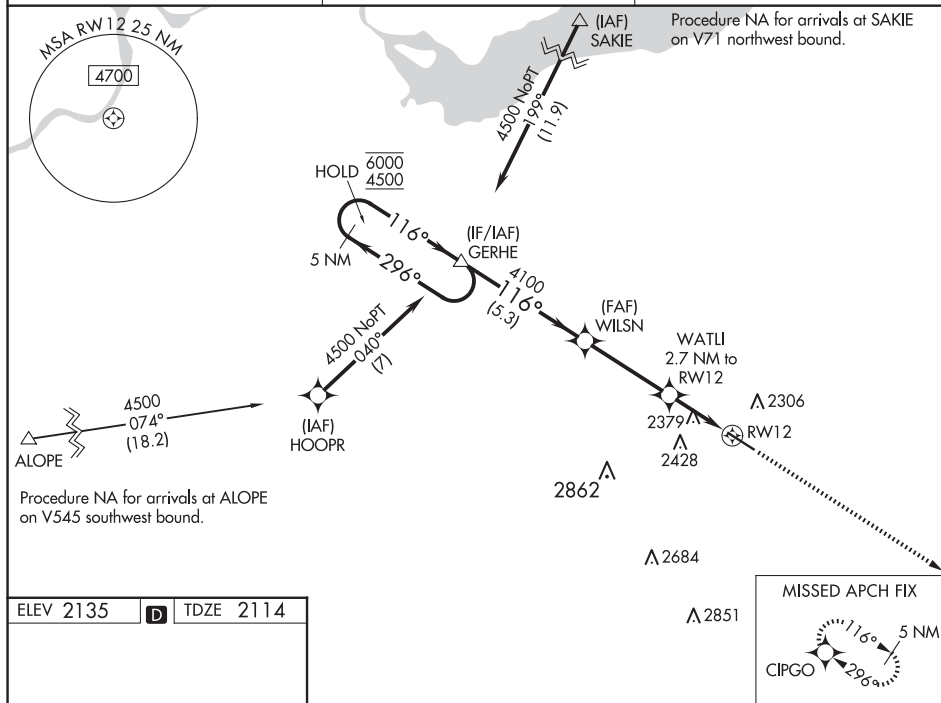 MSA RW12 25 NM
4700
(IAF)
SAKIE
Procedure NA for arrivals at SAKIE
on V71 northwest bound.
4500 NoPT
199°
(11.9)
HOLD
6000
4500
116°
296°
5 NM
(IF/IAF)
GERHE
4100
116°
(5.3)
(FAF)
WILSN
4500 NoPT
040°
(7)
WATLI
2.7 NM to
RW12
4500
074°
(18.2)
ALOPE
(IAF)
HOOPR
2306
2379
RW12
2428
2862
Procedure NA for arrivals at ALOPE
on V545 southwest bound.
2684
2851
ELEV 2135
D
TDZE 2114
MISSED APCH FIX
116°
5 NM
CIPGO
296°